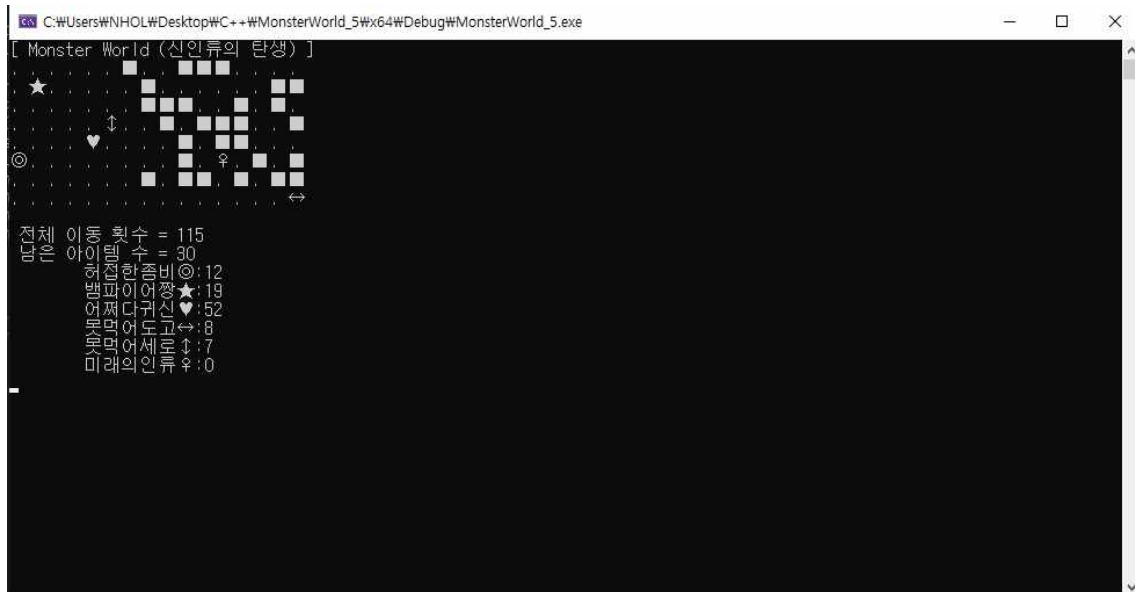 C:₩Users₩NHOL₩Desktop₩C++₩MonsterWorld_5₩x64₩Debug₩MonsterWorld_5.exe
[ Monster World (신인류의 탄생) ]
. . . . . . ■. . ■■■. . . . 
. ★. . . . . ■. . . . . . ■■
. . . . . . . ■■■. . ■. ■. 
. . . . . ↕. . ■. ■■■. . ■
. . . . ♥. . . . ■. ■■. . . 
◎. . . . . . . . ■. ♀. ■. ■
. . . . . . . ■. ■■. ■. ■■
. . . . . . . . . . . . . . . ↔
전체 이동 횟수 = 115
남은 아이템 수 = 30
허접한좀비◎:12
뱀파이어짱★:19
어쩌다귀신♥:52
못먹어도고↔:8
못먹어세로↕:7
미래의인류♀:0